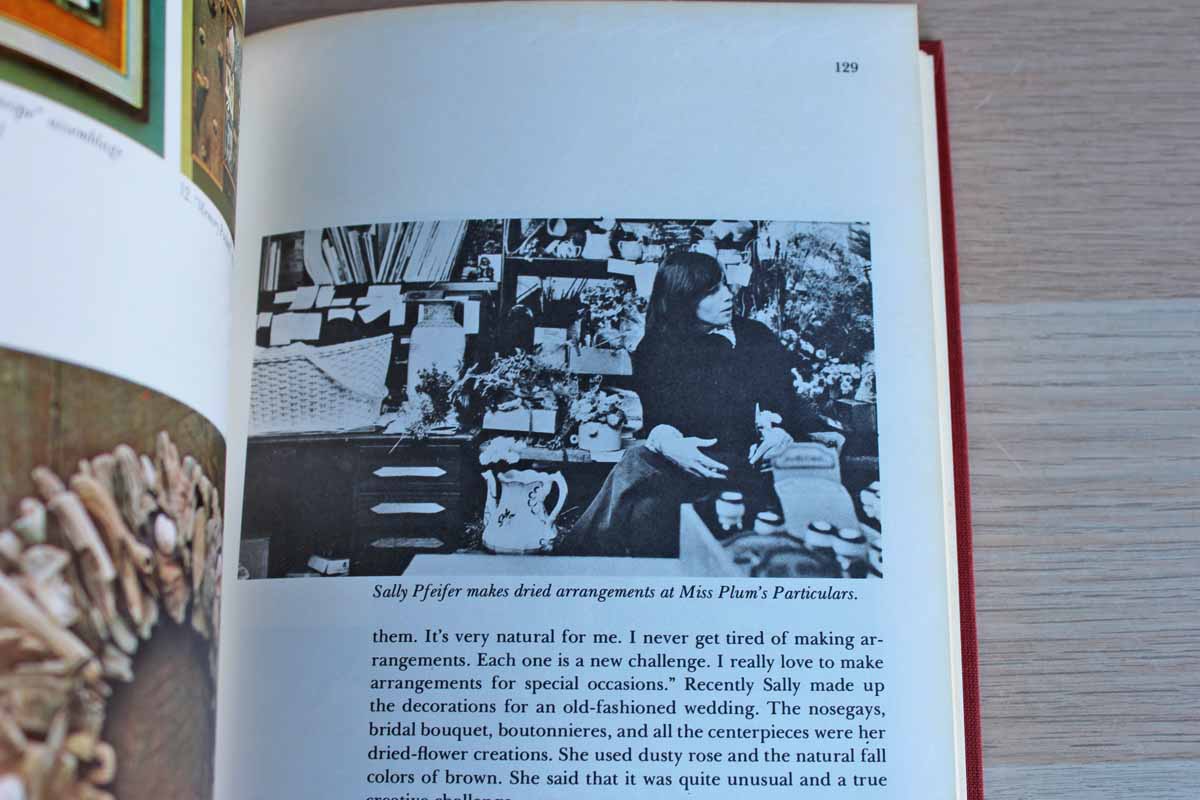 assemblage
12.
129
Sally Pfeifer makes dried arrangements at Miss Plum's Particulars.
them. It's very natural for me. I never get tired of making ar-
rangements. Each one is a new challenge. I really love to make
arrangements for special occasions." Recently Sally made up
the decorations for an old-fashioned wedding. The nosegays,
bridal bouquet, boutonnieres, and all the centerpieces were her
dried-flower creations. She used dusty rose and the natural fall
colors of brown. She said that it was quite unusual and a true
creative challenge.